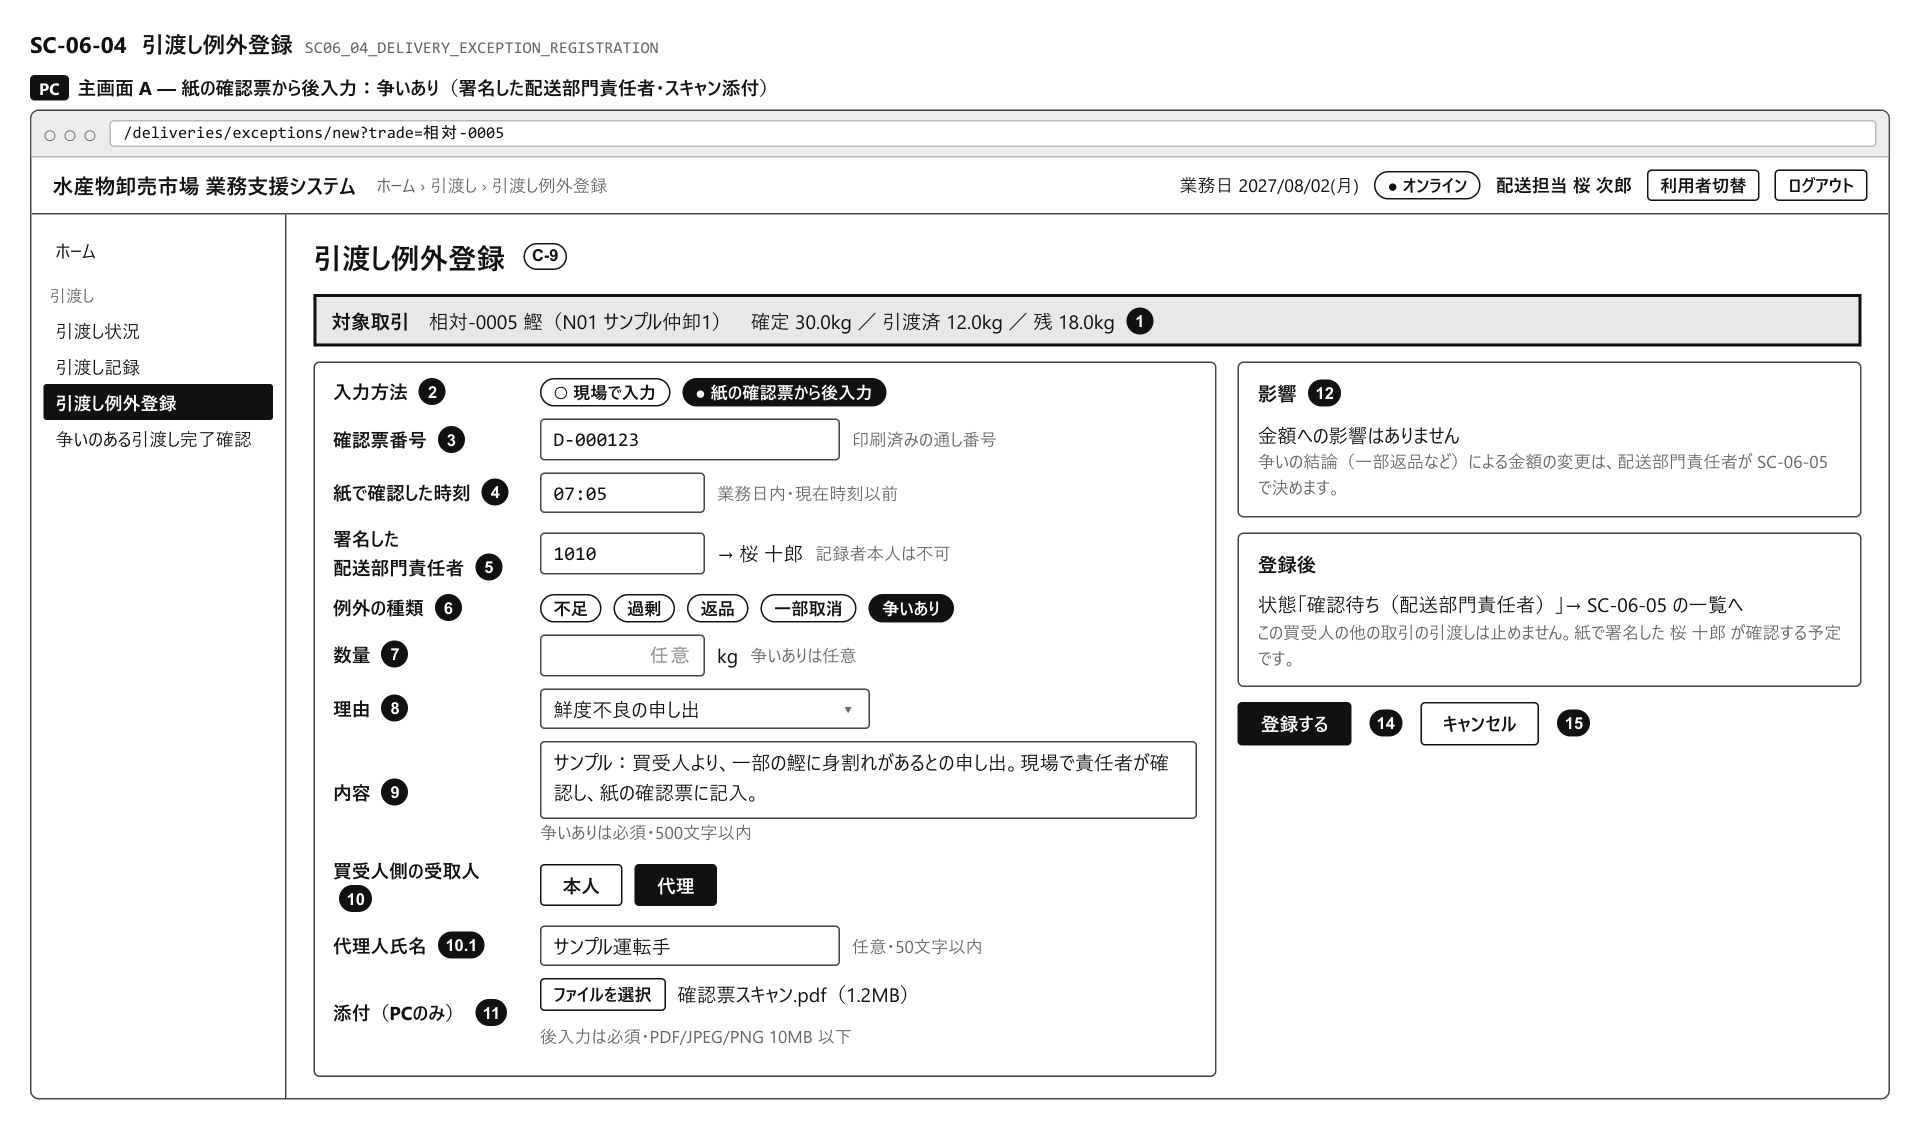 SC-06-04 引渡し例外登録 SC06_04_DELIVERY_EXCEPTION_REGISTRATION
PC 主画面 A — 紙の確認票から後入力：争いあり（署名した配送部門責任者・スキャン添付）
/deliveries/exceptions/new?trade=相対-0005
水産物卸売市場 業務支援システム ホーム › 引渡し › 引渡し例外登録 業務日 2027/08/02(月) ● オンライン 配送担当 桜 次郎 利用者切替 ログアウト
ホーム
引渡し
引渡し状況
引渡し記録
引渡し例外登録
争いのある引渡し完了確認
引渡し例外登録 C-9
対象取引 相対-0005 鰹（N01 サンプル仲卸1） 確定 30.0kg ／ 引渡済 12.0kg ／ 残 18.0kg 1
入力方法 2 ○ 現場で入力 ● 紙の確認票から後入力
確認票番号 3 D-000123 印刷済みの通し番号
紙で確認した時刻 4 07:05 業務日内・現在時刻以前
署名した
配送部門責任者 5 1010 → 桜 十郎 記録者本人は不可
例外の種類 6 不足 過剰 返品 一部取消 争いあり
数量 7 任意 kg 争いありは任意
理由 8 鮮度不良の申し出 ▼
内容 9 サンプル：買受人より、一部の鰹に身割れがあるとの申し出。現場で責任者が確
認し、紙の確認票に記入。
争いありは必須・500文字以内
買受人側の受取人
10 本人 代理
代理人氏名 10.1 サンプル運転手 任意・50文字以内
添付（PCのみ） 11 ファイルを選択 確認票スキャン.pdf（1.2MB）
後入力は必須・PDF/JPEG/PNG 10MB 以下
影響 12
金額への影響はありません
争いの結論（一部返品など）による金額の変更は、配送部門責任者が SC-06-05
で決めます。
登録後
状態「確認待ち（配送部門責任者）」→ SC-06-05 の一覧へ
この買受人の他の取引の引渡しは止めません。紙で署名した 桜 十郎 が確認する予定
です。
登録する 14 キャンセル 15